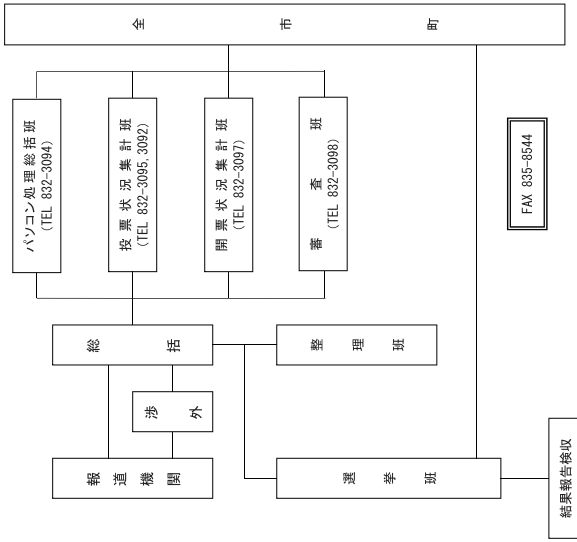 全市町
パソコン処理総括班
(TEL 832-3094)
投票状況集計班
(TEL 832-3095,3092)
開票状況集計班
(TEL 832-3097)
審査班
(TEL 832-3098)
FAX 835-8544
総括
整理班
渉外
報道機関
選挙班
結果報告検収